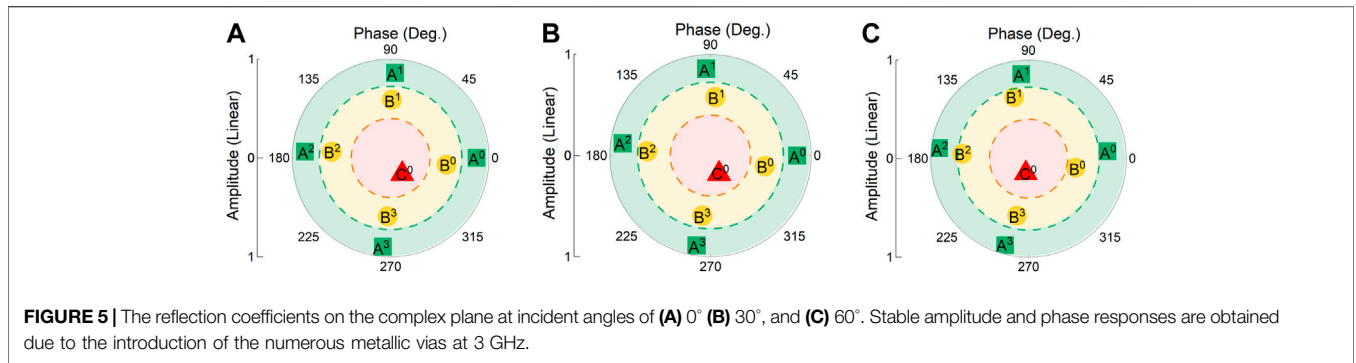 A
Phase (Deg.)
90
1
135
45
A¹
B¹
Amplitude (Linear)
0
180
A²
B²
B⁰
A⁰
0
C⁰
B³
A³
225
315
1
270
B
Phase (Deg.)
90
1
135
45
A¹
B¹
Amplitude (Linear)
0
180
A²
B²
B⁰
A⁰
0
C⁰
B³
A³
225
315
1
270
C
Phase (Deg.)
90
1
135
45
A¹
B¹
Amplitude (Linear)
0
180
A²
B²
B⁰
A⁰
0
C⁰
B³
A³
225
315
1
270
FIGURE 5 | The reflection coefficients on the complex plane at incident angles of (A) 0° (B) 30°, and (C) 60°. Stable amplitude and phase responses are obtained
due to the introduction of the numerous metallic vias at 3 GHz.